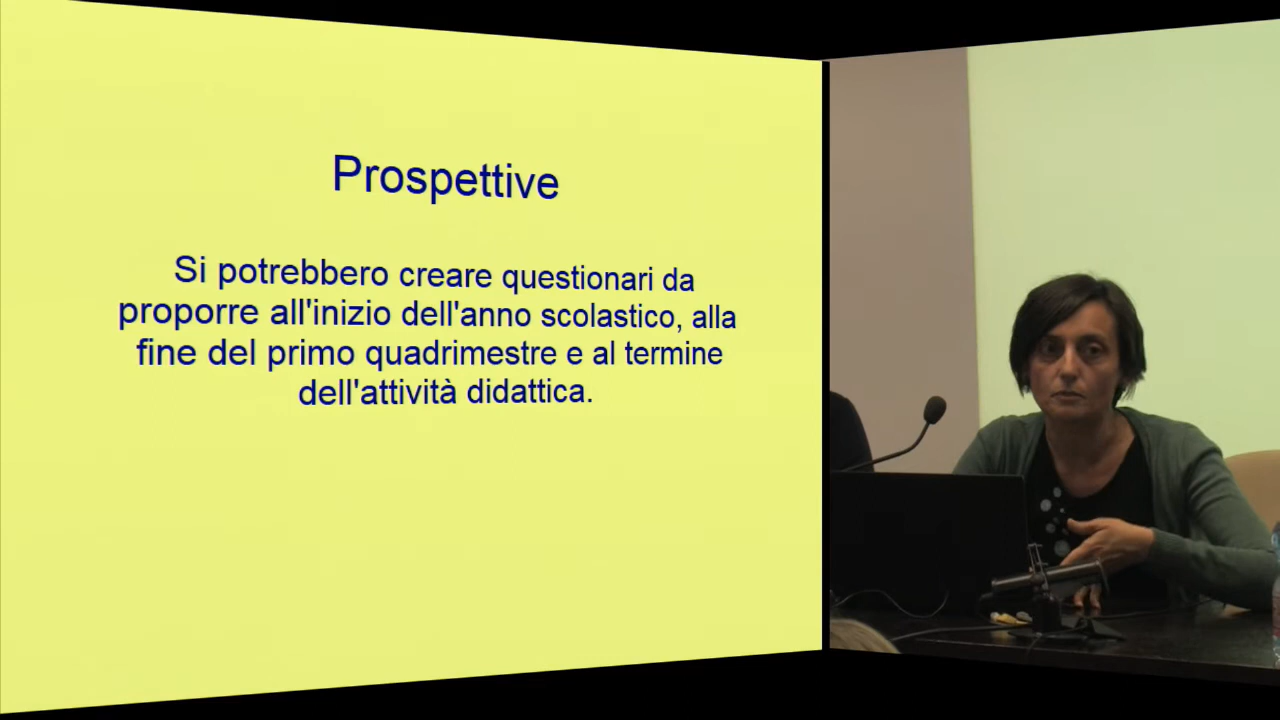 Prospettive
Si potrebbero creare questionari da
proporre all'inizio dell'anno scolastico, alla
fine del primo quadrimestre e al termine
dell'attività didattica.